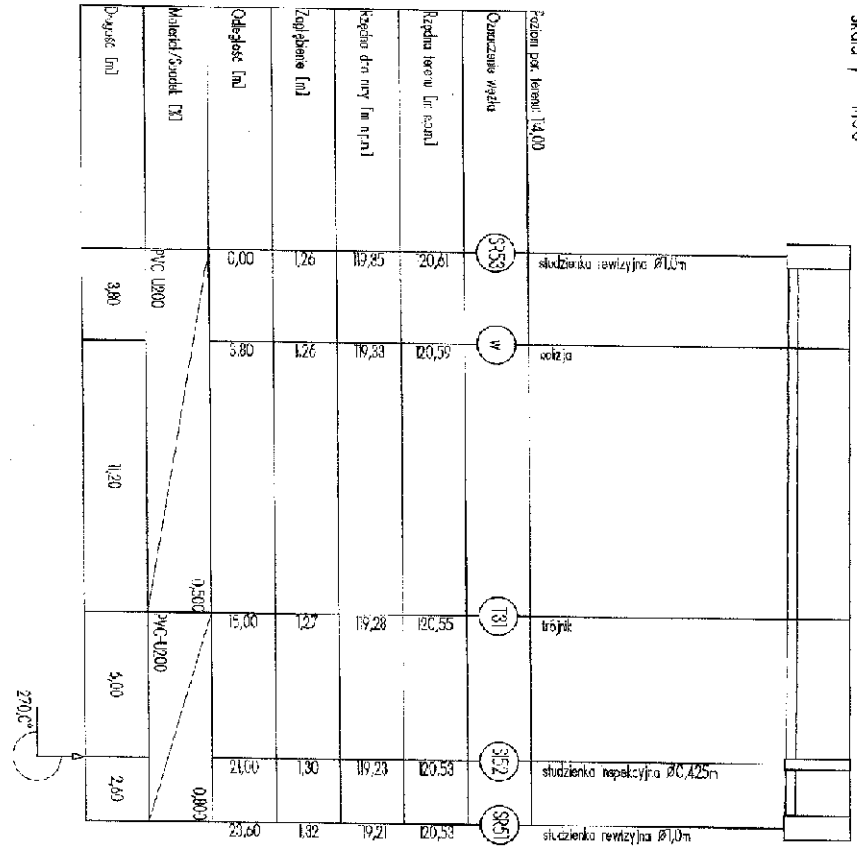 Poziom por. terenu: 114,00
Oznaczenie węzła
SR53
W
T31
SI52
SR51
studzienka rewizyjna Ø1,0m
kolizja
trójnik
studzienka inspekcyjna Ø0,425m
studzienka rewizyjna Ø1,0m
Rzędna terenu [m n.p.m.]
120,61
120,59
120,55
120,53
120,53
Rzędna dna rury [m n.p.m.]
119,35
119,33
119,28
119,23
119,21
Zagłębienie [m]
1,26
1,26
1,27
1,30
1,32
Odległość [m]
0,00
3,80
15,00
21,00
23,60
Materiał/Spadek [%]
PVC U200
0,500
PVC-U200
0,800
Długość [m]
3,80
11,20
2,60
270,0°